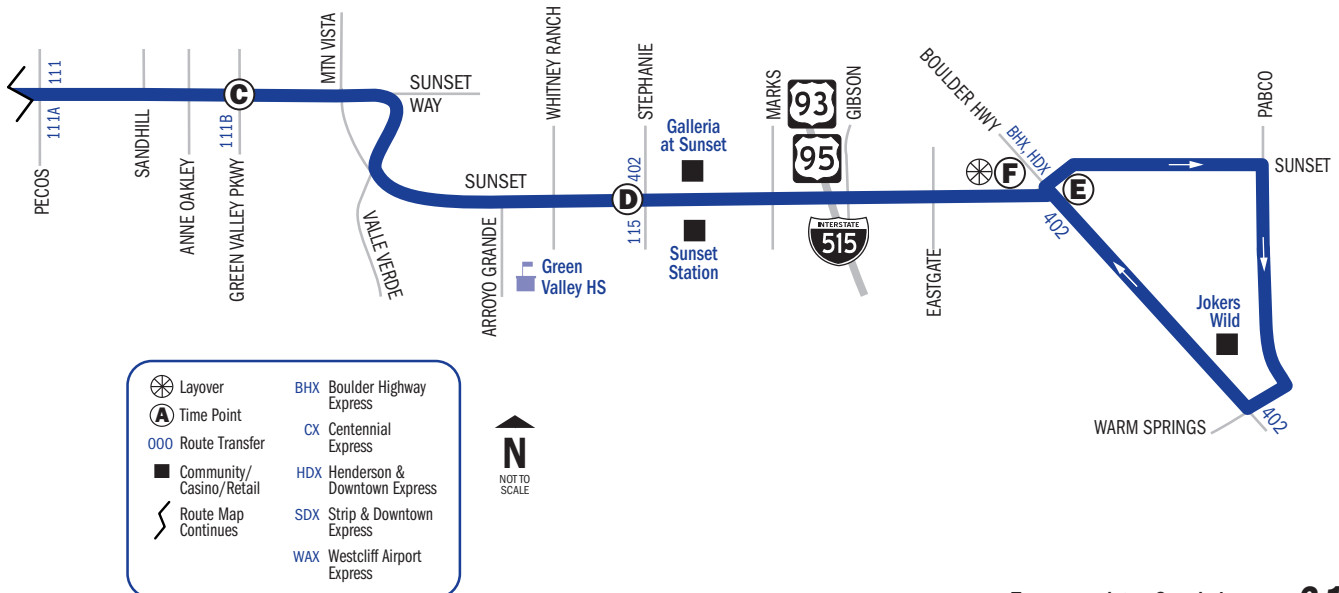 111
111A
PECOS
SANDHILL
ANNE OAKLEY
C
111B
GREEN VALLEY PKWY
MTN VISTA
SUNSET
WAY
VALLE VERDE
SUNSET
ARROYO GRANDE
WHITNEY RANCH
Green
Valley HS
STEPHANIE
402
D
115
Galleria
at Sunset
Sunset
Station
MARKS
93
95
GIBSON
INTERSTATE
515
EASTGATE
BOULDER HWY
BHX, HDX
F
E
402
PABCO
SUNSET
Jokers
Wild
WARM SPRINGS
402
Layover
A Time Point
000 Route Transfer
Community/
Casino/Retail
Route Map
Continues
BHX Boulder Highway
Express
CX Centennial
Express
HDX Henderson &
Downtown Express
SDX Strip & Downtown
Express
WAX Westcliff Airport
Express
N
NOT TO
SCALE